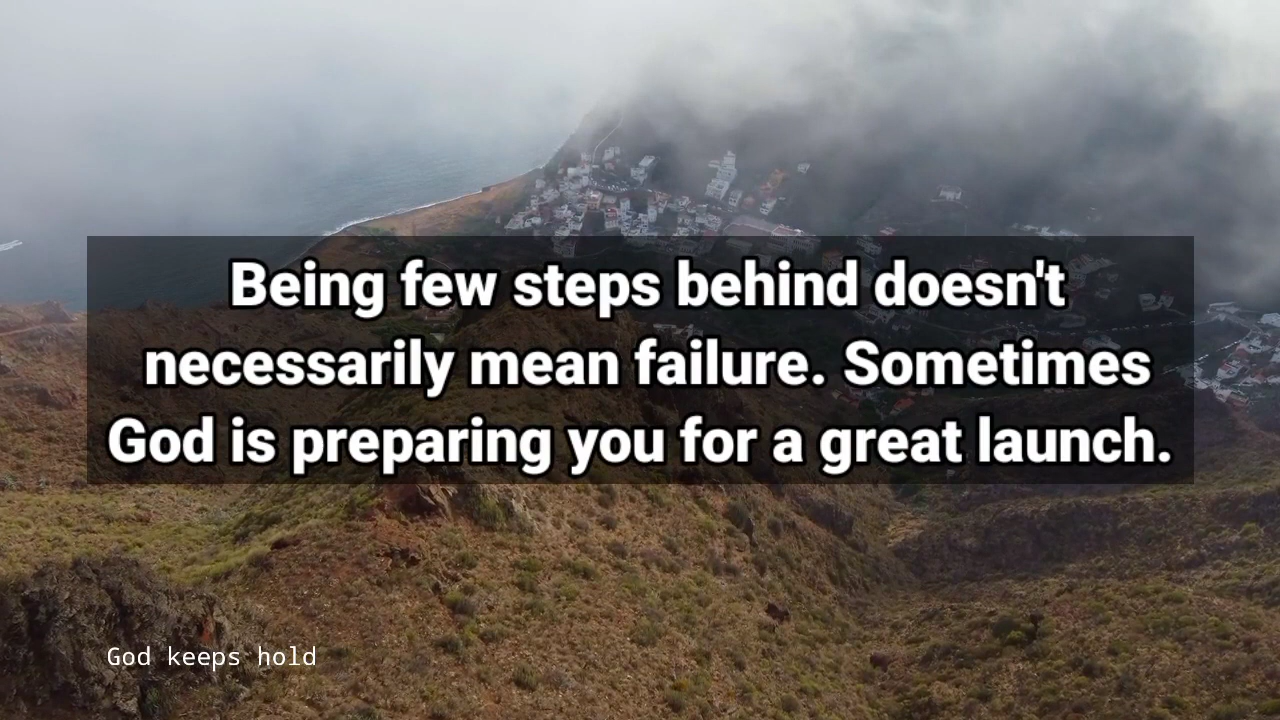 Being few steps behind doesn't
necessarily mean failure. Sometimes
God is preparing you for a great launch.
God keeps hold